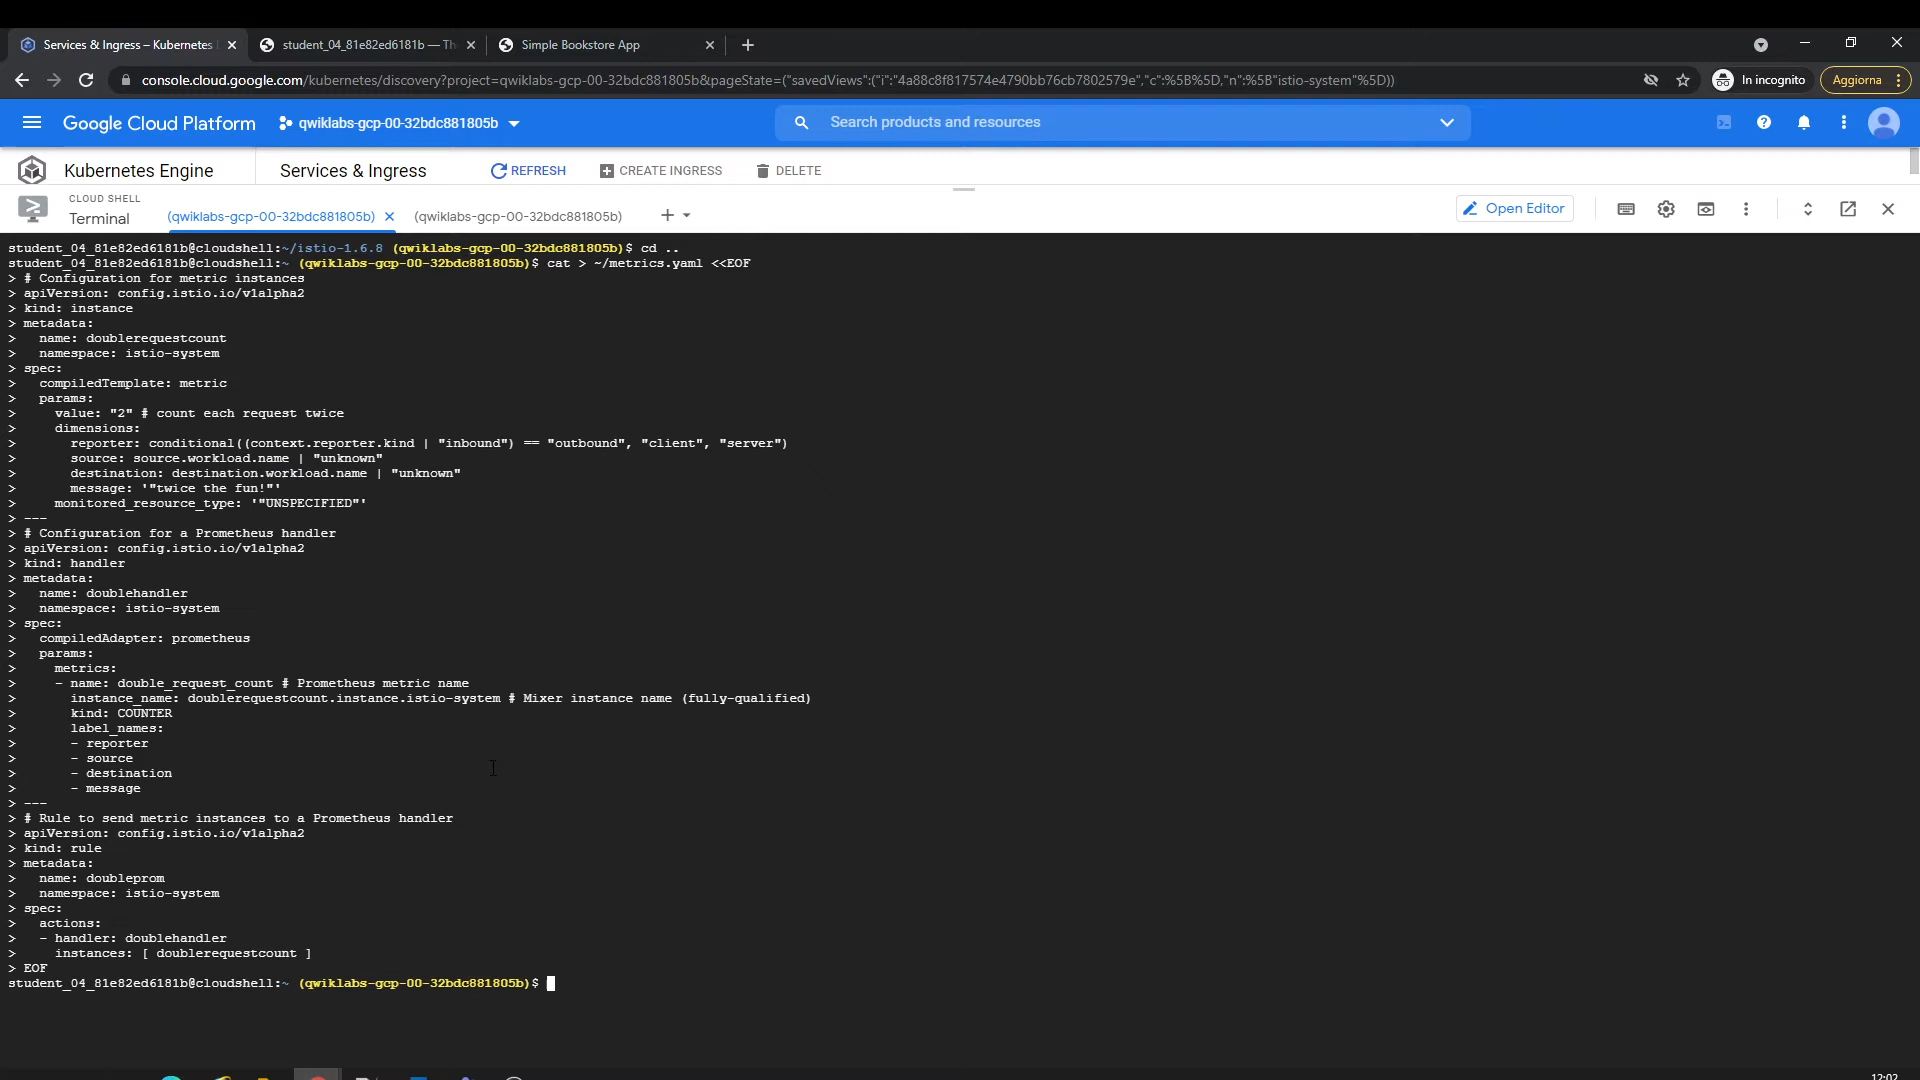 Services & Ingress – Kubernetes
student_04_81e82ed6181b — Th
Simple Bookstore App
console.cloud.google.com/kubernetes/discovery?project=qwiklabs-gcp-00-32bdc881805b&pageState=("savedViews":("i":"4a88c8f817574e4790bb76cb7802579e","c":%5B%5D,"n":%5B"istio-system"%5D))
In incognito
Aggiorna
Google Cloud Platform
qwiklabs-gcp-00-32bdc881805b
Search products and resources
Kubernetes Engine
Services & Ingress
REFRESH
CREATE INGRESS
DELETE
CLOUD SHELL
Terminal
(qwiklabs-gcp-00-32bdc881805b)
(qwiklabs-gcp-00-32bdc881805b)
Open Editor
student_04_81e82ed6181b@cloudshell:~/istio-1.6.8 (qwiklabs-gcp-00-32bdc881805b)$ cd ..
student_04_81e82ed6181b@cloudshell:~ (qwiklabs-gcp-00-32bdc881805b)$ cat > ~/metrics.yaml <<EOF
> # Configuration for metric instances
> apiVersion: config.istio.io/v1alpha2
> kind: instance
> metadata:
>   name: doublerequestcount
>   namespace: istio-system
> spec:
>   compiledTemplate: metric
>   params:
>     value: "2" # count each request twice
>     dimensions:
>       reporter: conditional((context.reporter.kind | "inbound") == "outbound", "client", "server")
>       source: source.workload.name | "unknown"
>       destination: destination.workload.name | "unknown"
>       message: '"twice the fun!"'
>     monitored_resource_type: '"UNSPECIFIED"'
> ---
> # Configuration for a Prometheus handler
> apiVersion: config.istio.io/v1alpha2
> kind: handler
> metadata:
>   name: doublehandler
>   namespace: istio-system
> spec:
>   compiledAdapter: prometheus
>   params:
>     metrics:
>     - name: double_request_count # Prometheus metric name
>       instance_name: doublerequestcount.instance.istio-system # Mixer instance name (fully-qualified)
>       kind: COUNTER
>       label_names:
>       - reporter
>       - source
>       - destination
>       - message
> ---
> # Rule to send metric instances to a Prometheus handler
> apiVersion: config.istio.io/v1alpha2
> kind: rule
> metadata:
>   name: doubleprom
>   namespace: istio-system
> spec:
>   actions:
>   - handler: doublehandler
>     instances: [ doublerequestcount ]
> EOF
student_04_81e82ed6181b@cloudshell:~ (qwiklabs-gcp-00-32bdc881805b)$
12:02